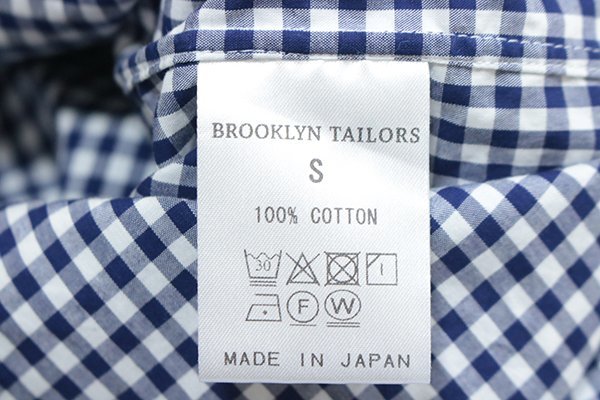 BROOKLYN TAILORS
S
100% COTTON
30
F W
MADE IN JAPAN